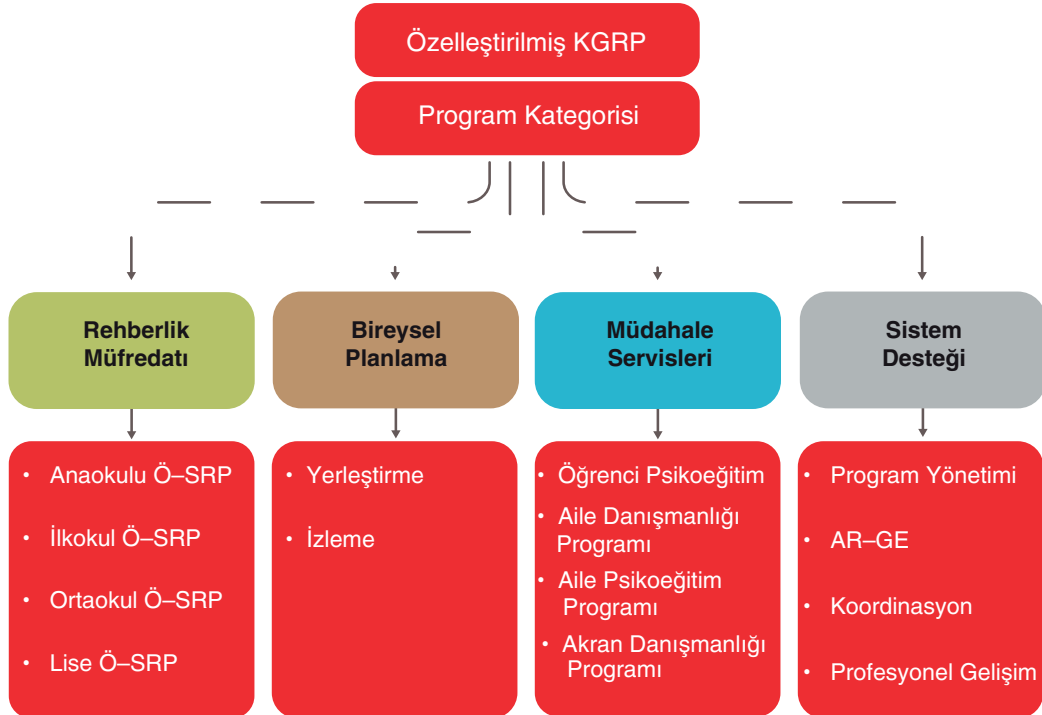 Özelleştirilmiş KGRP
Program Kategorisi
Rehberlik
Müfredatı
Bireysel
Planlama
Müdahale
Servisleri
Sistem
Desteği
• Anaokulu Ö–SRP
• İlkokul Ö–SRP
• Ortaokul Ö–SRP
• Lise Ö–SRP
• Yerleştirme
• İzleme
• Öğrenci Psikoeğitim
• Aile Danışmanlığı
Programı
• Aile Psikoeğitim
Programı
• Akran Danışmanlığı
Programı
• Program Yönetimi
• AR–GE
• Koordinasyon
• Profesyonel Gelişim